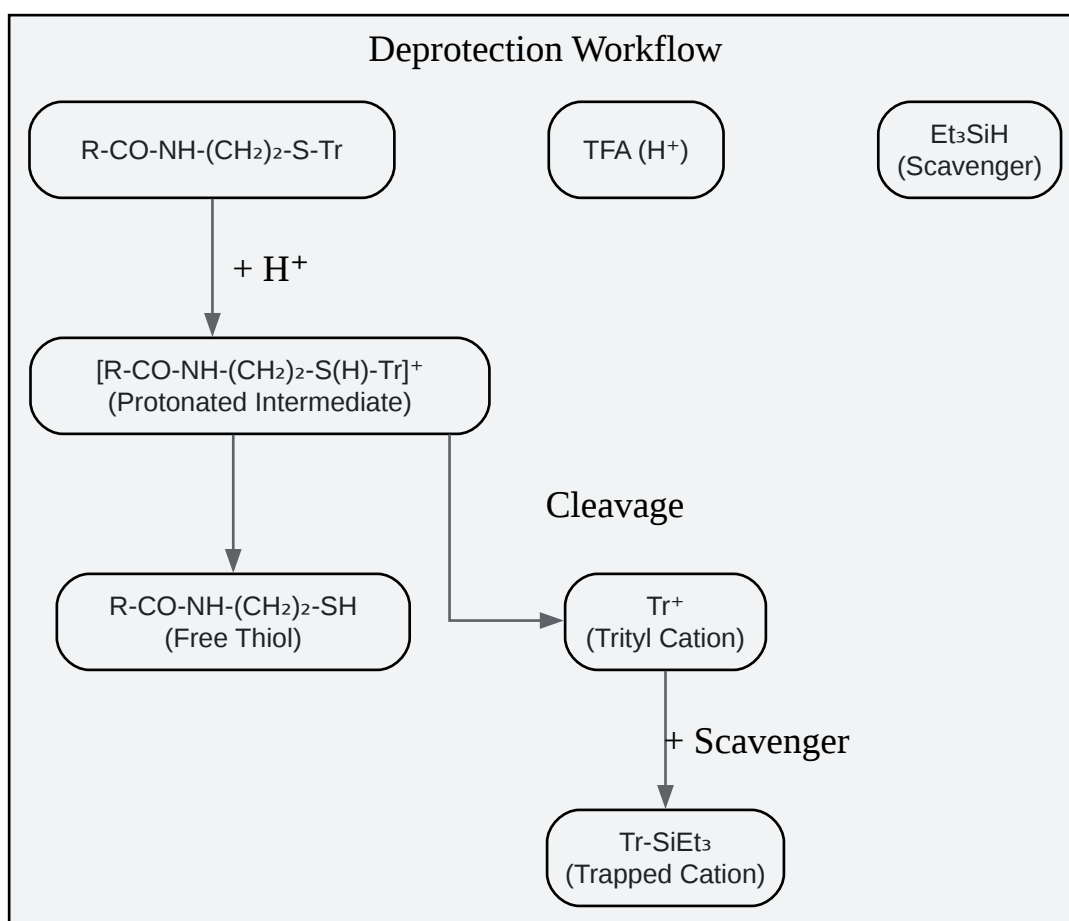 Deprotection Workflow
R-CO-NH-(CH₂)₂-S-Tr
TFA (H⁺)
Et₃SiH
(Scavenger)
+ H⁺
[R-CO-NH-(CH₂)₂-S(H)-Tr]⁺
(Protonated Intermediate)
Cleavage
R-CO-NH-(CH₂)₂-SH
(Free Thiol)
Tr⁺
(Trityl Cation)
+ Scavenger
Tr-SiEt₃
(Trapped Cation)